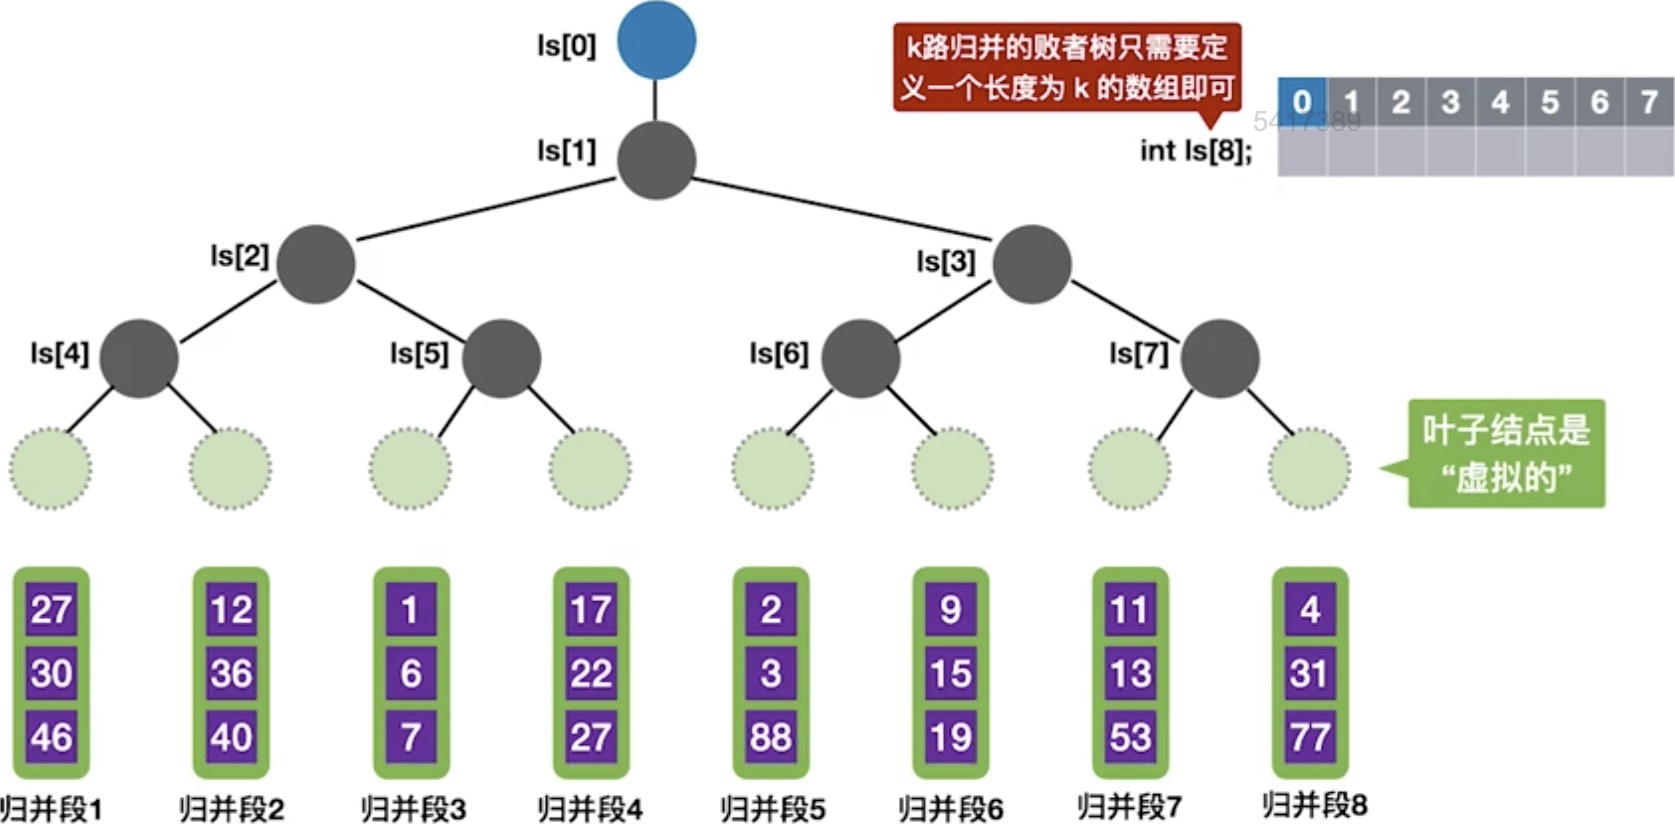 ls[0]
k路归并的败者树只需要定
义一个长度为 k 的数组即可
0 1 2 3 4 5 6 7
5417389
int ls[8];
ls[1]
ls[2]
ls[3]
ls[4]
ls[5]
ls[6]
ls[7]
叶子结点是
“虚拟的”
27 12 1 17 2 9 11 4
30 36 6 22 3 15 13 31
46 40 7 27 88 19 53 77
归并段1 归并段2 归并段3 归并段4 归并段5 归并段6 归并段7 归并段8